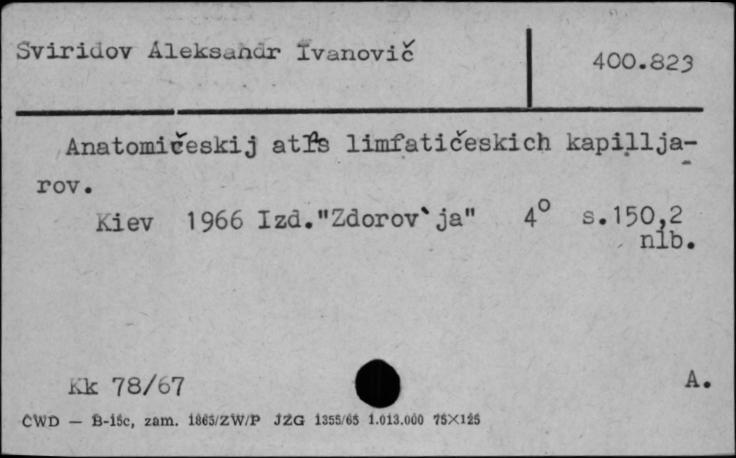 Sviridov Aleksandr Ivanovič
400.823
Anatomičeskij atls limfatičeskich kapillja-
rov.
Kiev 1966 Izd."Zdorov`ja" 4° s.150,2
nlb.
Kk 78/67
A.
CWD — B-15c, zam. 1865/ZW/P JZG 1355/65 1.013.000 75×125